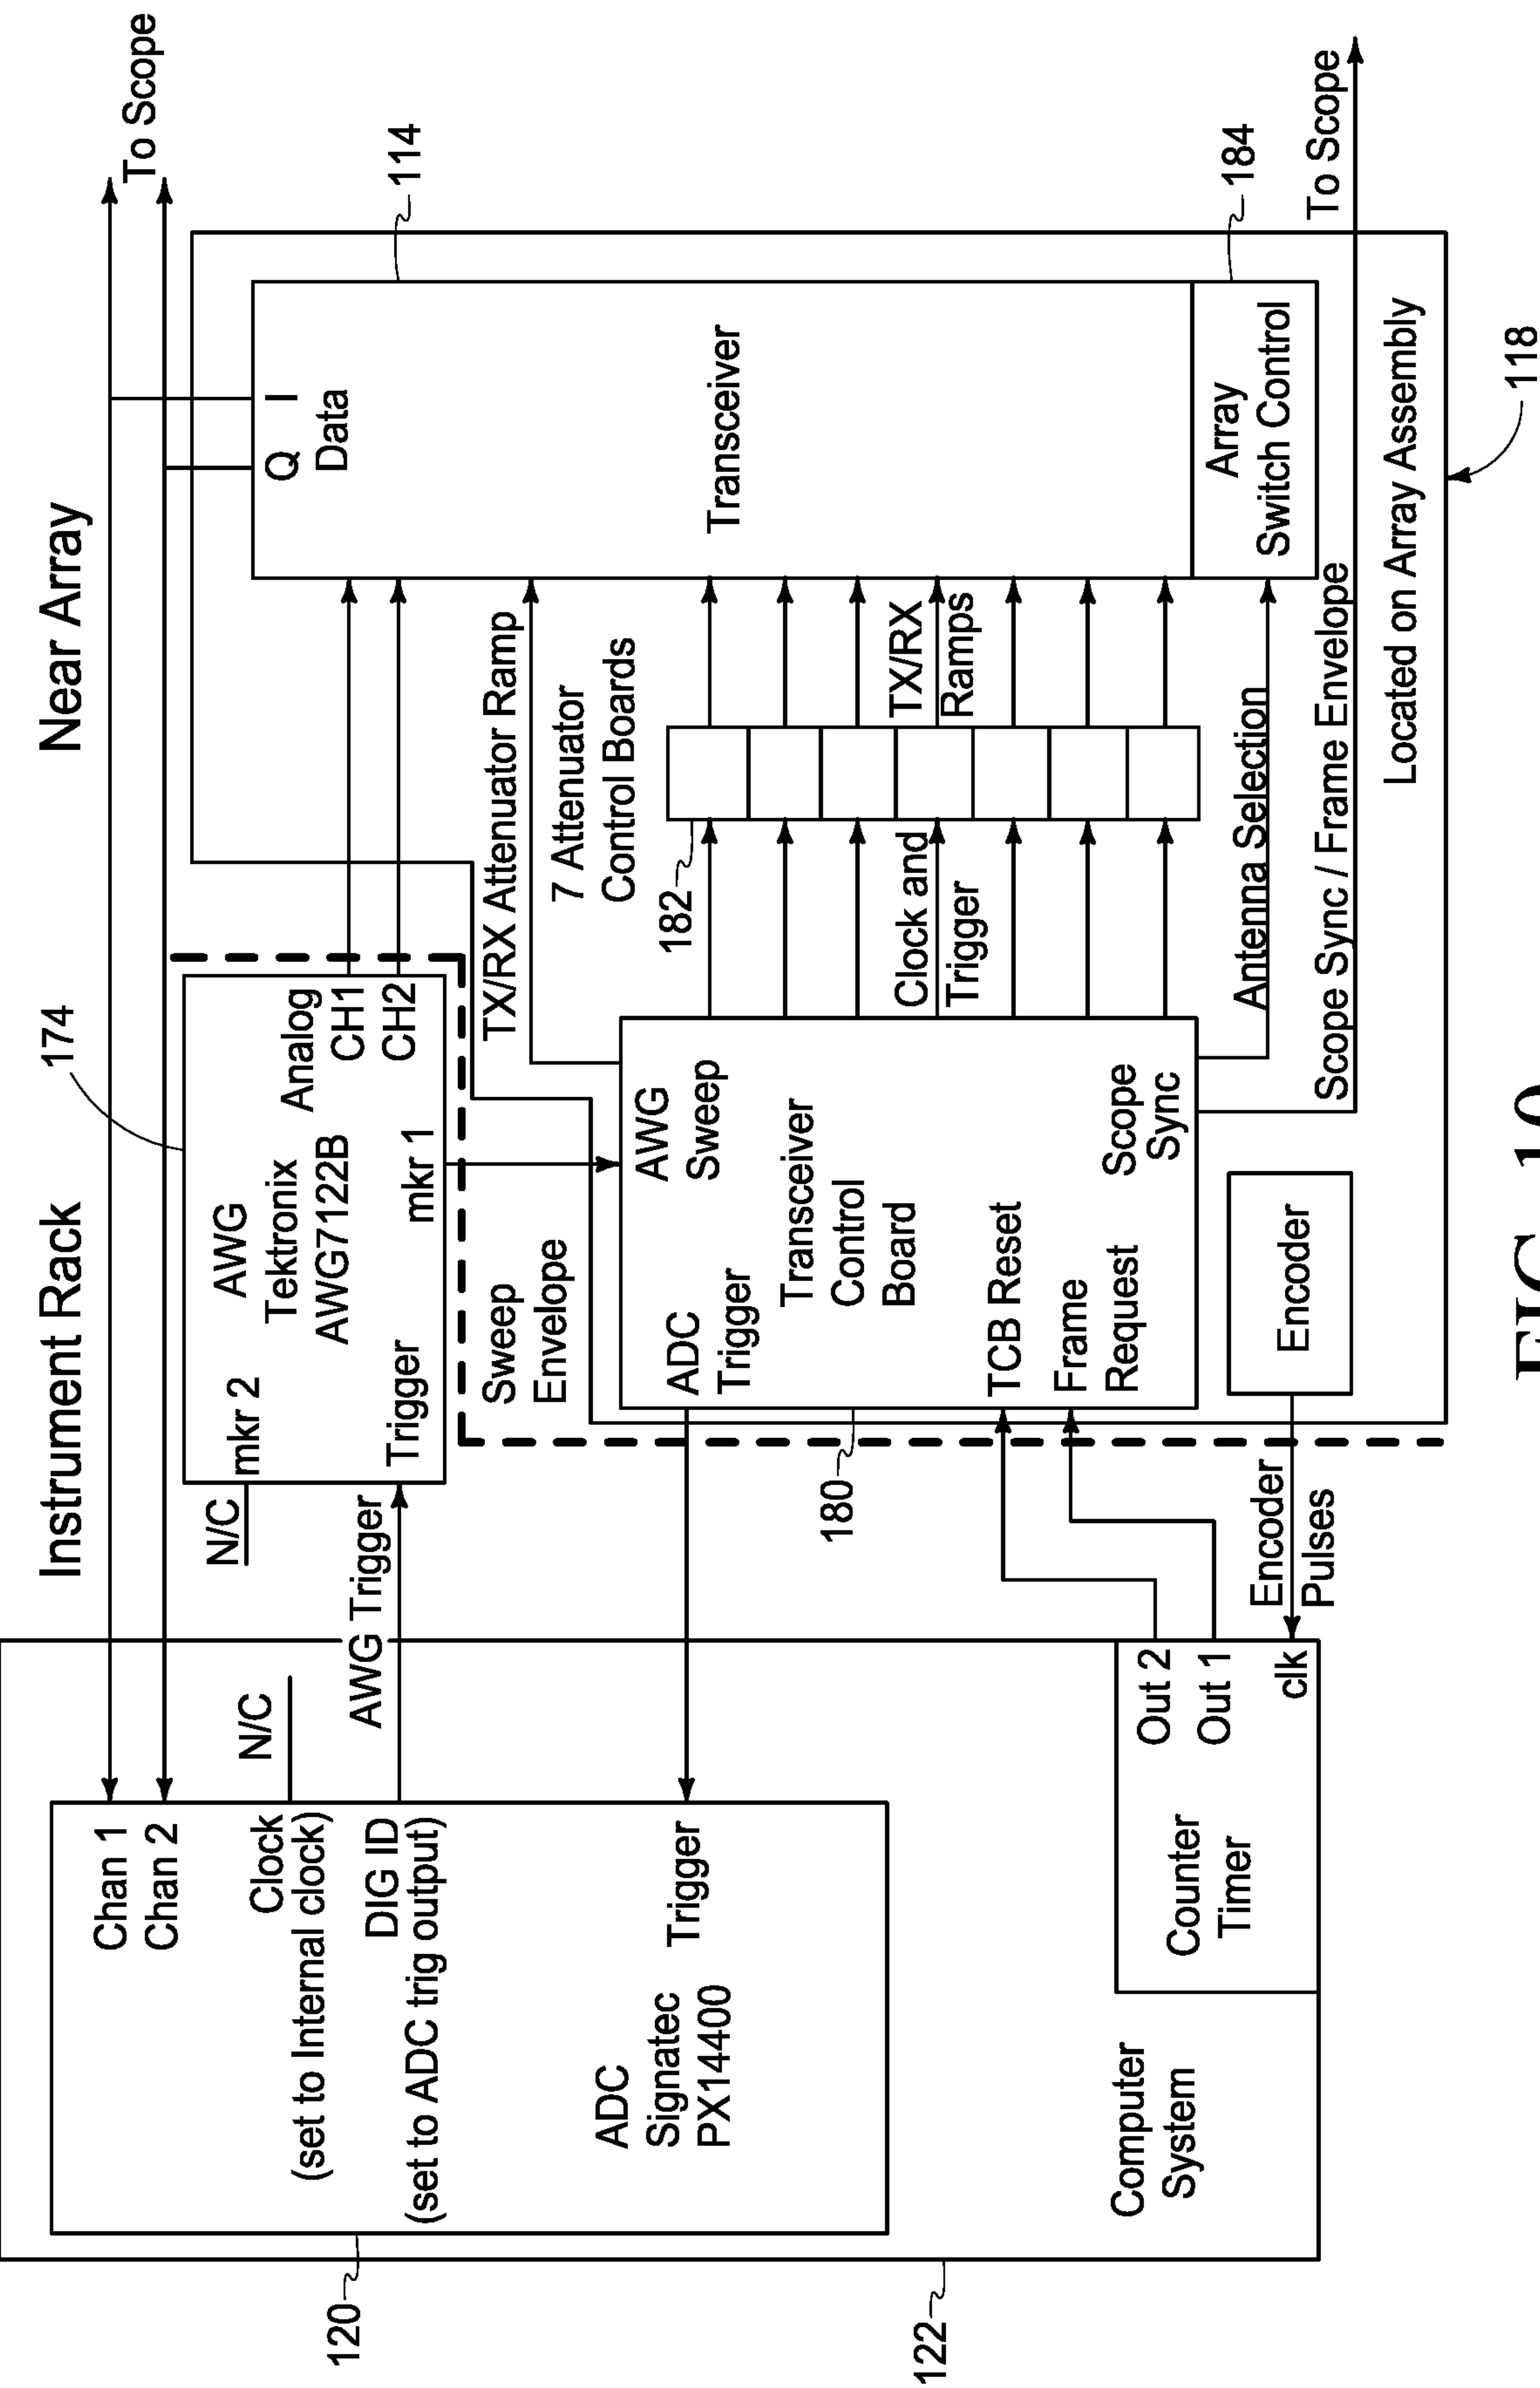 Instrument Rack
Near Array
To Scope
174
Chan 1
Chan 2
N/C
Clock
(set to Internal clock)
DIG ID
(set to ADC trig output)
Trigger
ADC
Signatec
PX14400
120
122
Computer
System
Counter
Timer
Out 2
Out 1
clk
AWG Trigger
N/C
mkr 2
AWG
Tektronix
AWG7122B
Analog
CH1
CH2
Trigger
mkr 1
Sweep
Envelope
TX/RX Attenuator Ramp
7 Attenuator
Control Boards
182
AWG
Sweep
ADC
Trigger
Transceiver
Control
Board
TCB Reset
Frame
Request
Scope
Sync
180
Clock and
Trigger
TX/RX
Ramps
Antenna Selection
Scope Sync / Frame Envelope
Encoder
Encoder
Pulses
Q I
Data
Transceiver
114
Array
Switch Control
184
To Scope
Located on Array Assembly
118